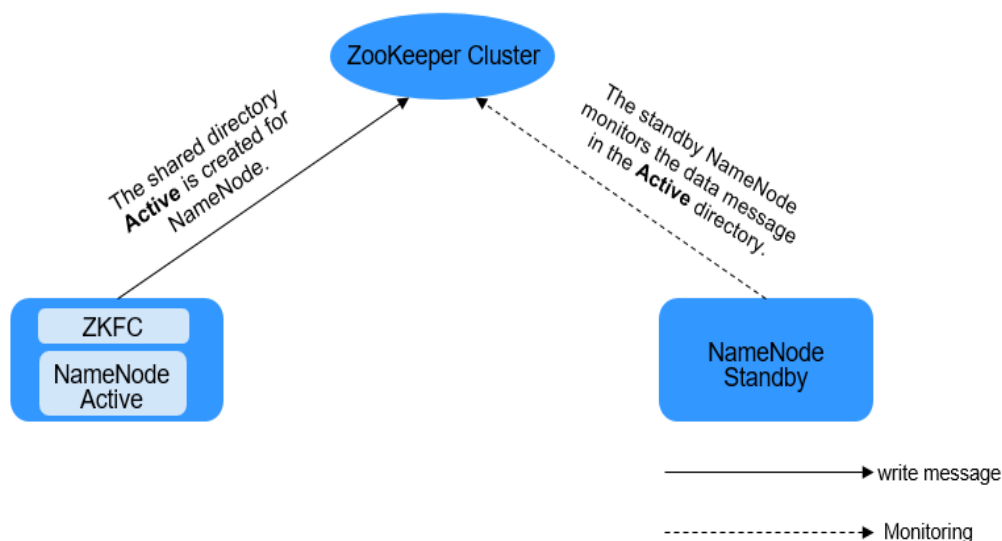 ZooKeeper Cluster
The shared directory
Active is created for
NameNode.
The standby NameNode
monitors the data message
in the Active directory.
ZKFC
NameNode
Active
NameNode
Standby
write message
Monitoring